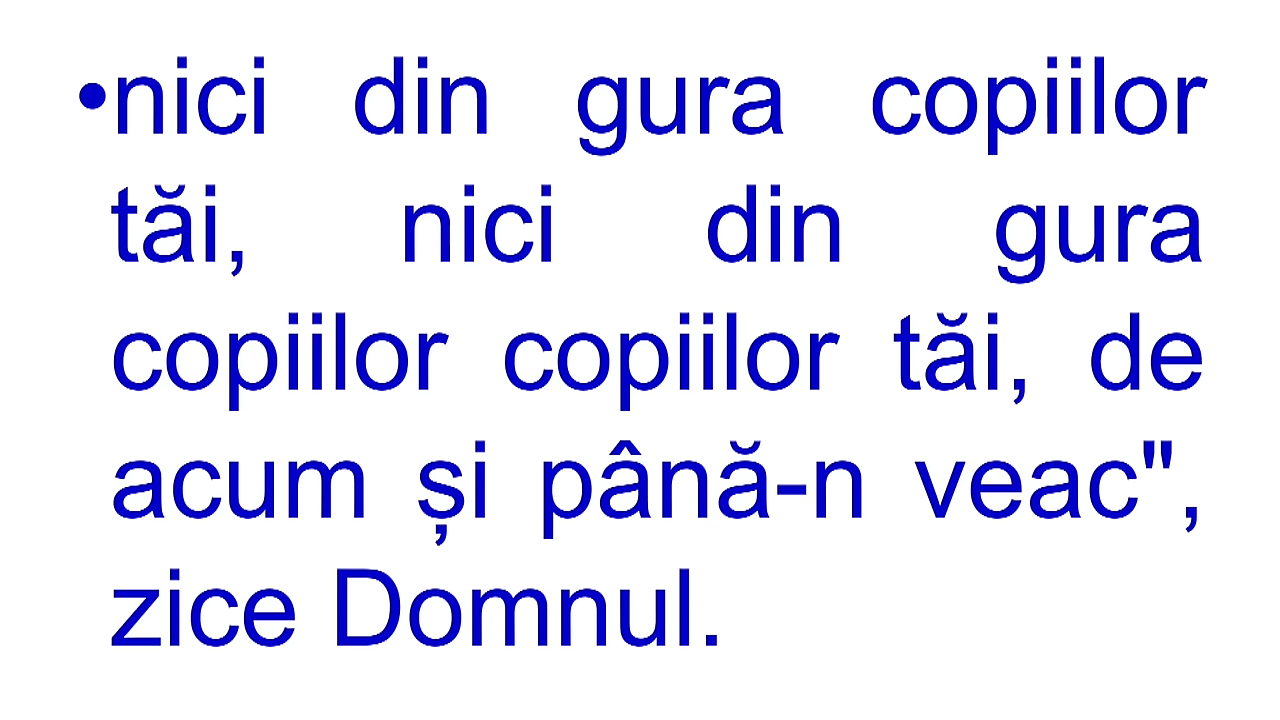 •nici din gura copiilor
tăi, nici din gura
copiilor copiilor tăi, de
acum și până-n veac",
zice Domnul.